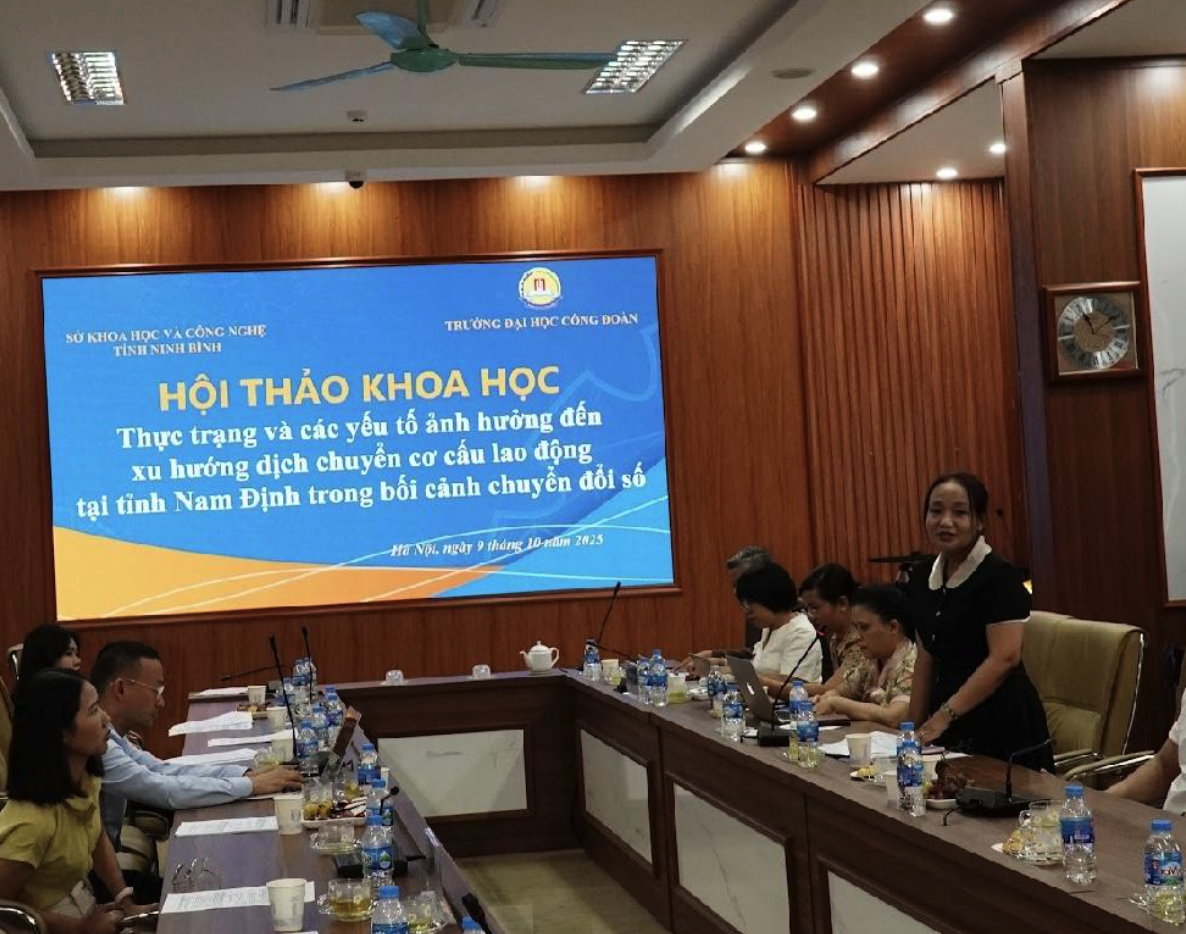 SỞ KHOA HỌC VÀ CÔNG NGHỆ
TỈNH NINH BÌNH
TRƯỜNG ĐẠI HỌC CÔNG ĐOÀN
HỘI THẢO KHOA HỌC
Thực trạng và các yếu tố ảnh hưởng đến
xu hướng dịch chuyển cơ cấu lao động
tại tỉnh Nam Định trong bối cảnh chuyển đổi số
Hà Nội, ngày 9 tháng 10 năm 2025